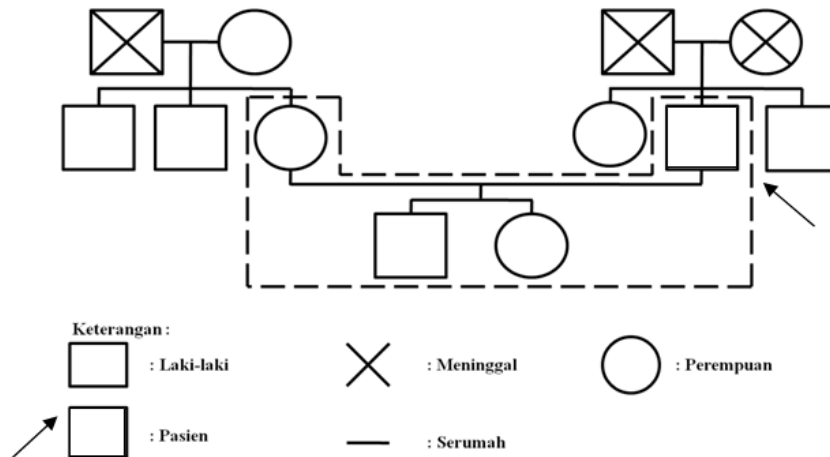 Keterangan :
: Laki-laki
: Meninggal
: Perempuan
: Pasien
: Serumah